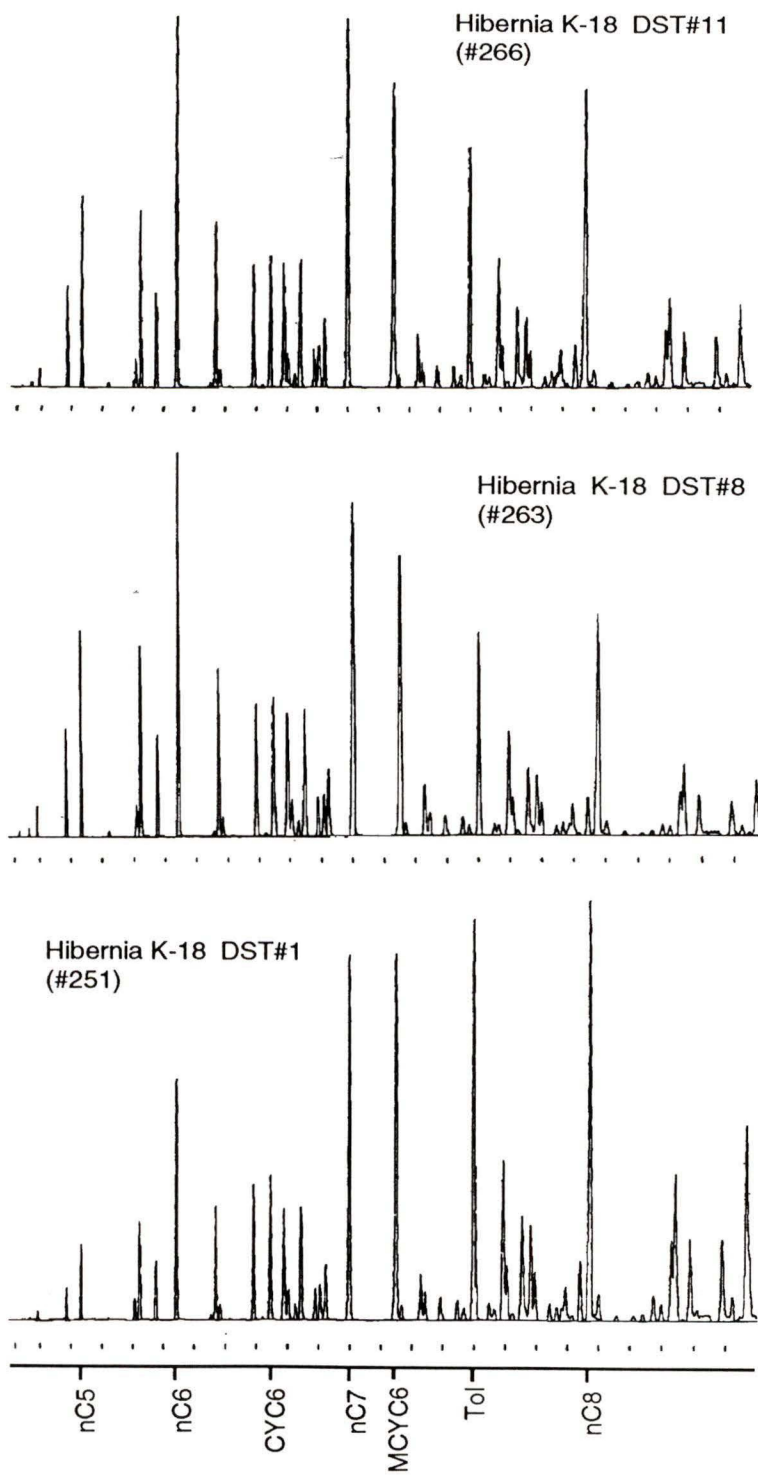 Hibernia K-18 DST#11
(#266)
Hibernia K-18 DST#8
(#263)
Hibernia K-18 DST#1
(#251)
nC5
nC6
CYC6
nC7
MCYC6
Tol
nC8